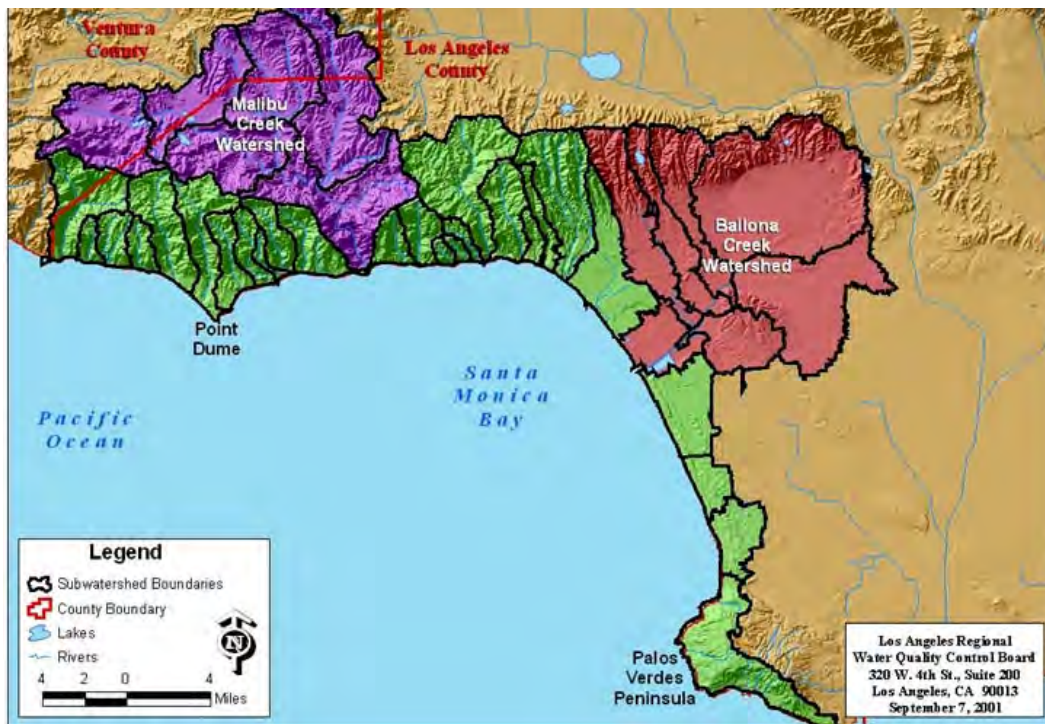 Ventura
County
Los Angeles
County
Malibu
Creek
Watershed
Ballona
Creek
Watershed
Point
Dume
Santa
Monica
Bay
Pacific
Ocean
Palos
Verdes
Peninsula
Legend
Subwatershed Boundaries
County Boundary
Lakes
Rivers
N
4 0 4
Miles
Los Angeles Regional
Water Quality Control Board
320 W. 4th St., Suite 200
Los Angeles, CA 90013
September 7, 2001